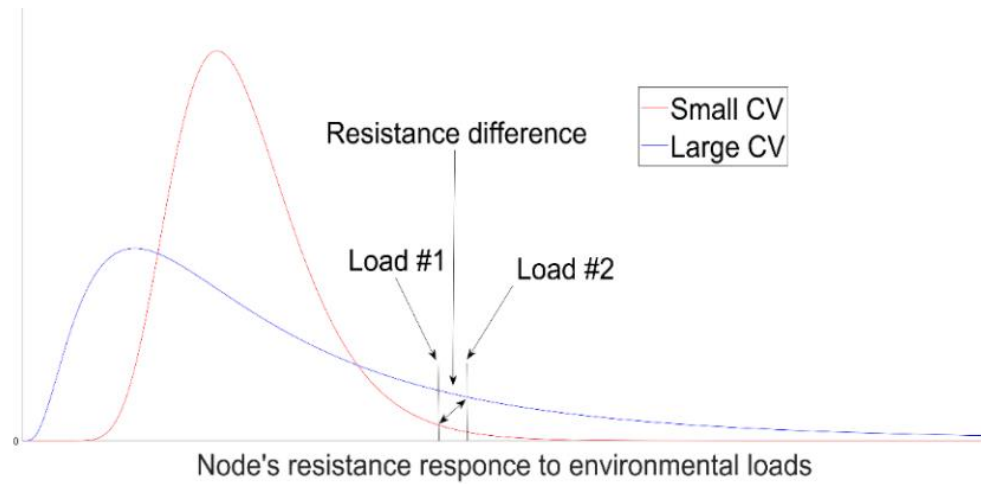 Small CV
Large CV
Resistance difference
Load #1
Load #2
0
Node's resistance responce to environmental loads